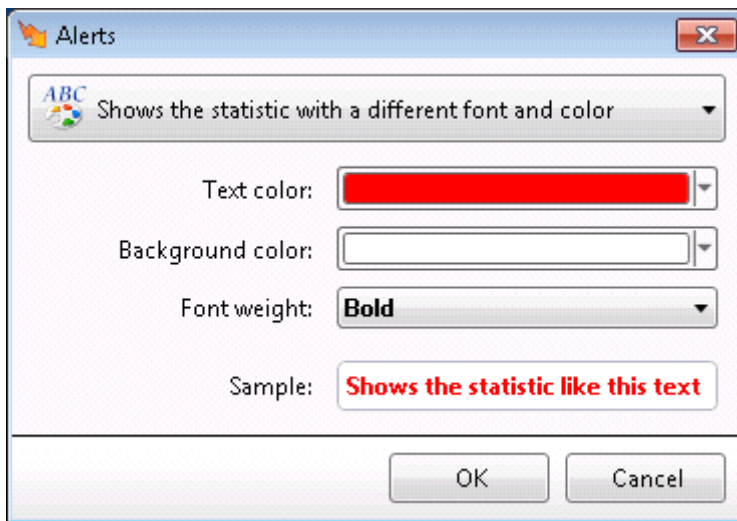 Alerts
ABC
Shows the statistic with a different font and color
Text color:
Background color:
Font weight: Bold
Sample: Shows the statistic like this text
OK Cancel